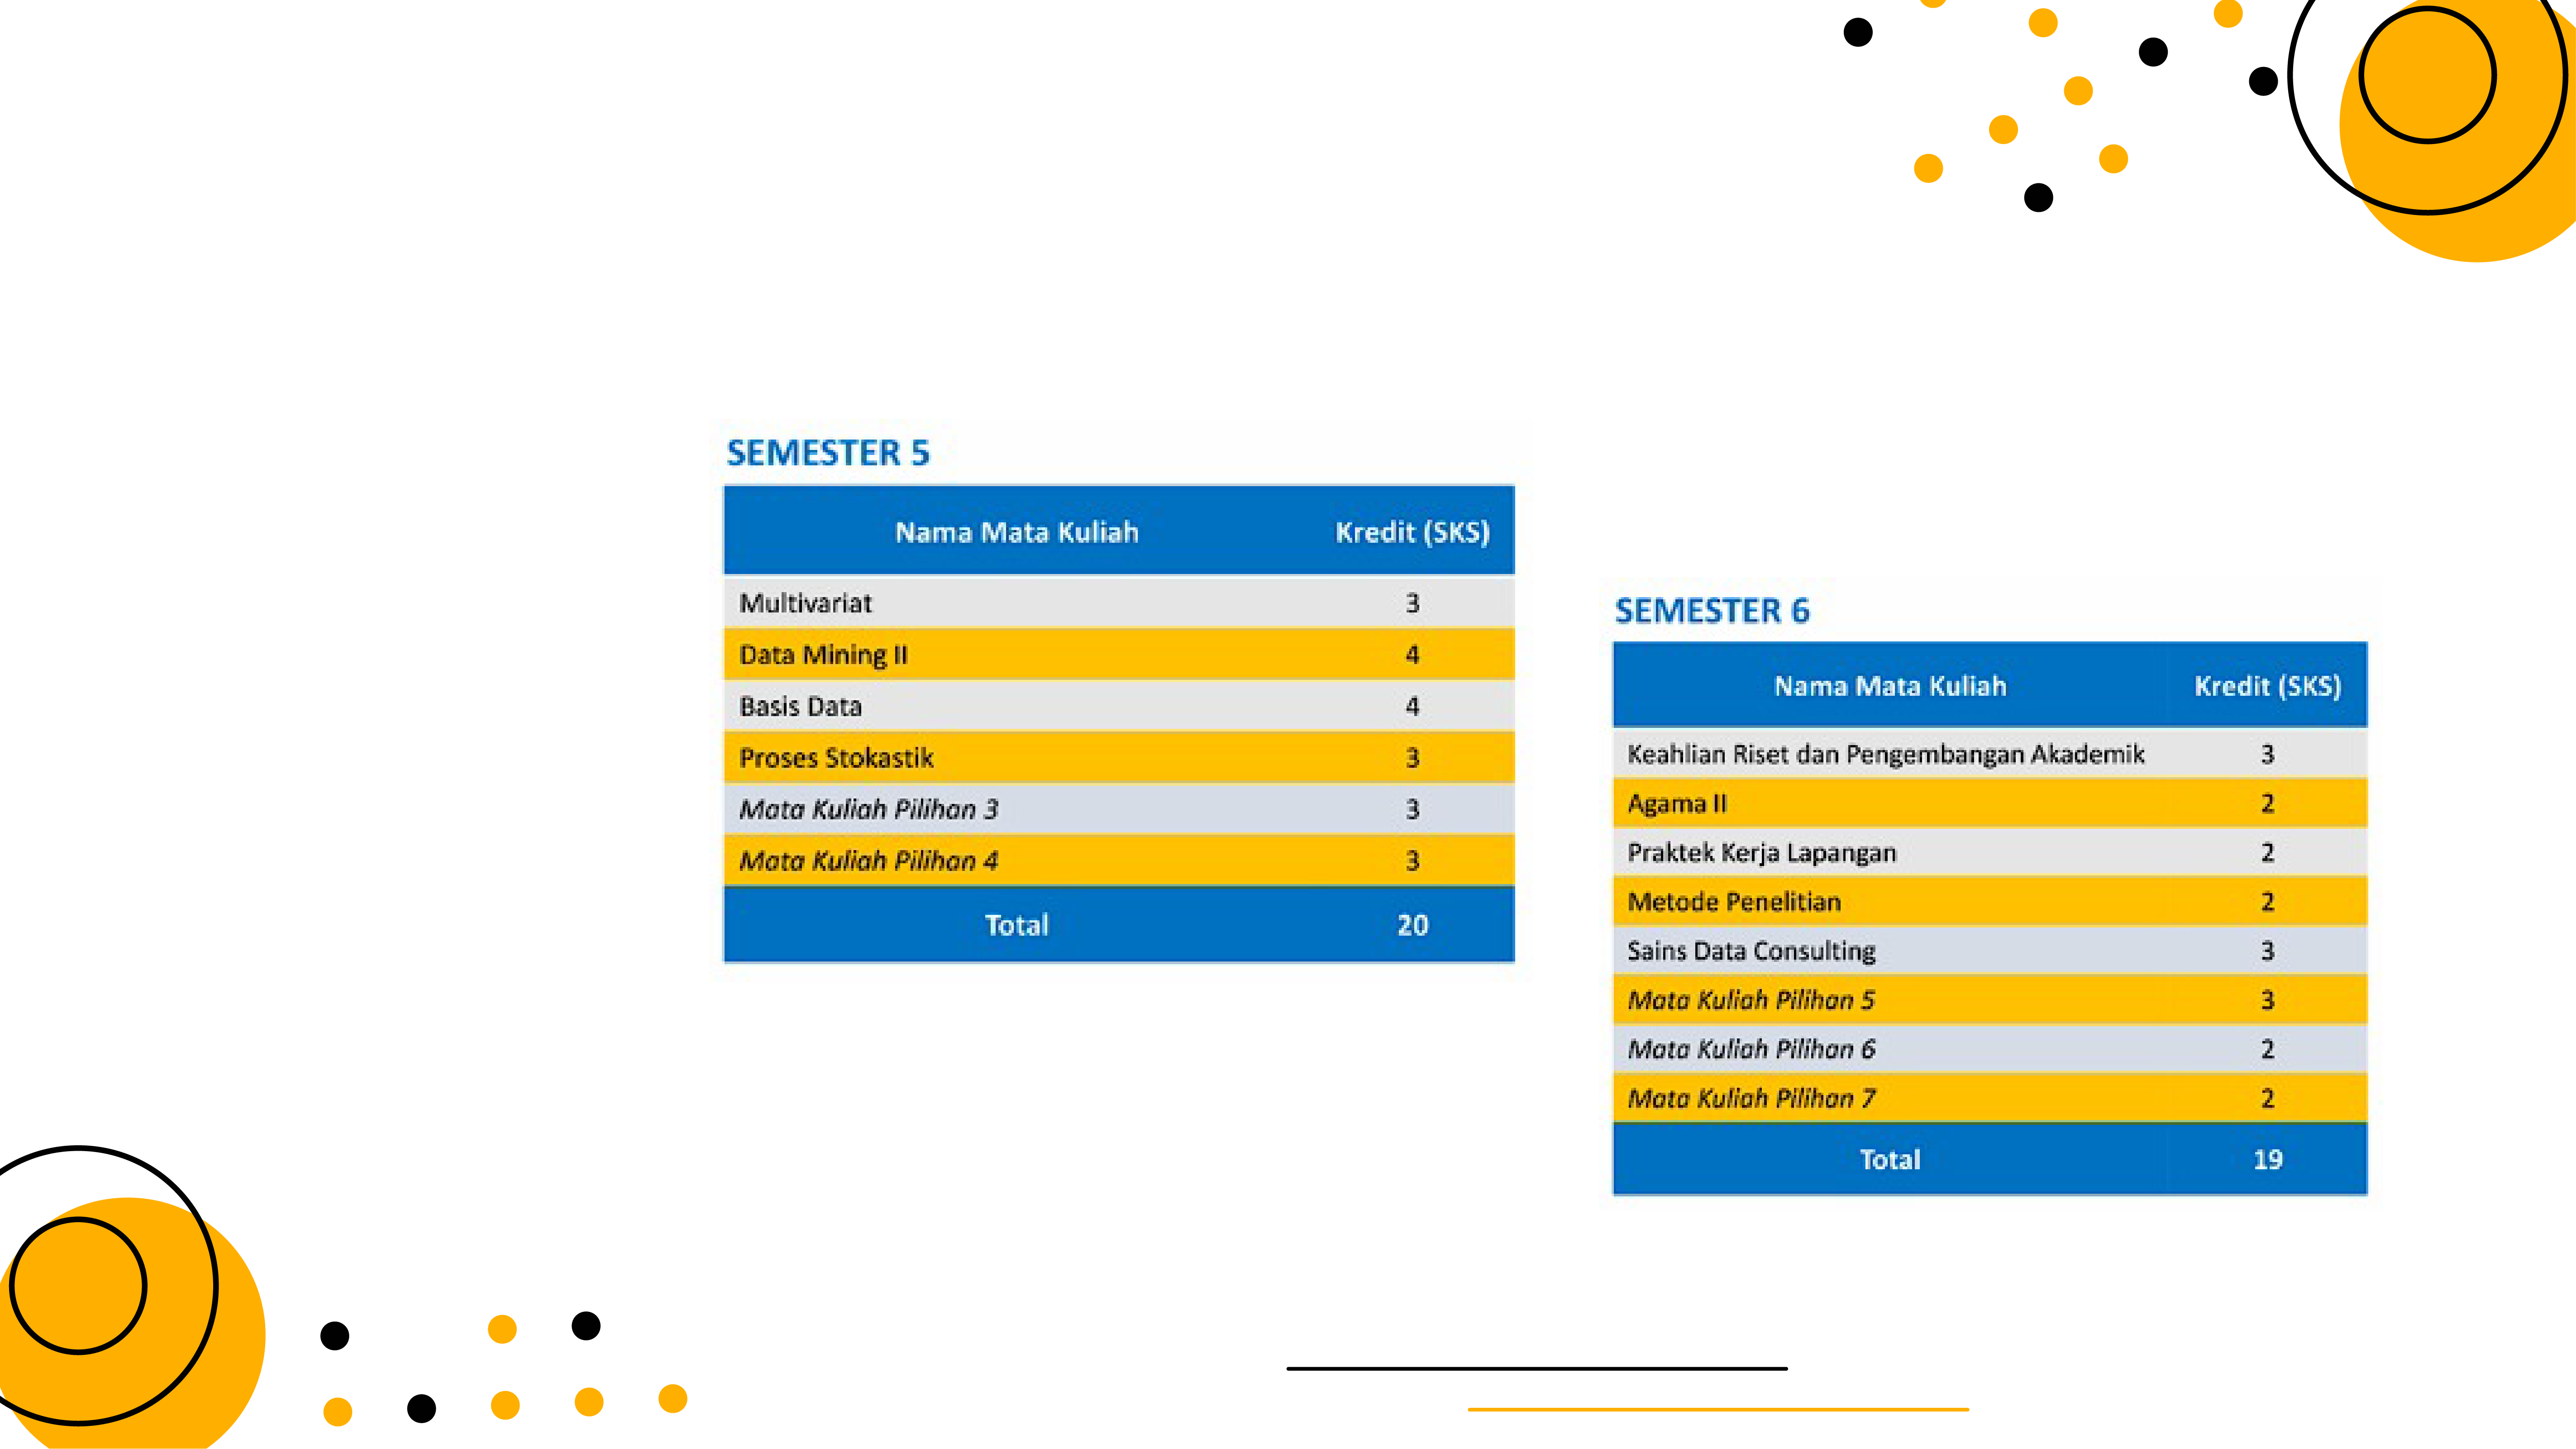 SEMESTER 5
Nama Mata Kuliah Kredit (SKS)
Multivariat 3
Data Mining II 4
Basis Data 4
Proses Stokastik 3
Mata Kuliah Pilihan 3 3
Mata Kuliah Pilihan 4 3
Total 20
SEMESTER 6
Nama Mata Kuliah Kredit (SKS)
Keahlian Riset dan Pengembangan Akademik 3
Agama II 2
Praktek Kerja Lapangan 2
Metode Penelitian 2
Sains Data Consulting 3
Mata Kuliah Pilihan 5 3
Mata Kuliah Pilihan 6 2
Mata Kuliah Pilihan 7 2
Total 19